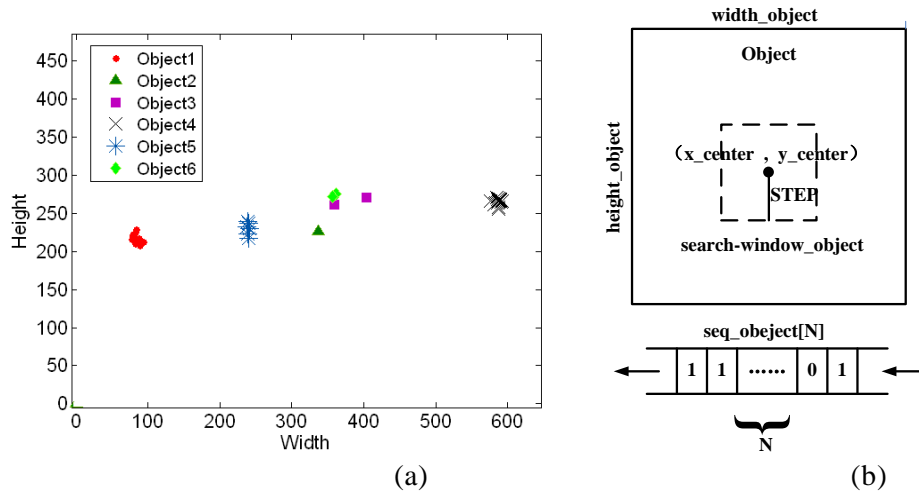 450
400
350
300
250
200
150
100
50
0
Height
0 100 200 300 400 500 600
Width
Object1
Object2
Object3
Object4
Object5
Object6
(a)
width_object
Object
height_object
(x_center , y_center)
STEP
search-window_object
seq_obeject[N]
1 1 ...... 0 1
N
(b)